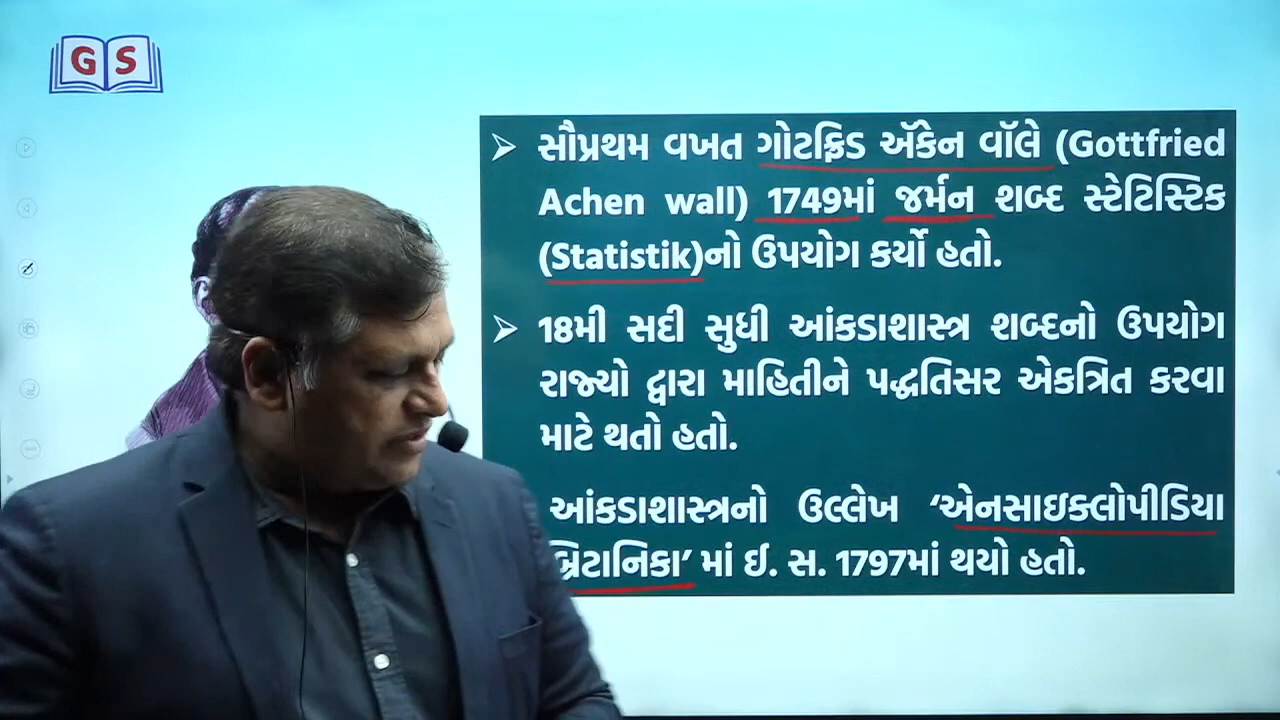 GS
સૌપ્રથમ વખત ગોટફ્રિડ ઍકેન વૉલે (Gottfried
Achen wall) 1749માં જર્મન શબ્દ સ્ટેટિસ્ટિક
(Statistik)નો ઉપયોગ કર્યો હતો.
18મી સદી સુધી આંકડાશાસ્ત્ર શબ્દનો ઉપયોગ
રાજ્યો દ્વારા માહિતીને પદ્ધતિસર એકત્રિત કરવા
માટે થતો હતો.
આંકડાશાસ્ત્રનો ઉલ્લેખ ‘એનસાઇક્લોપીડિયા
બ્રિટાનિકા’ માં ઈ. સ. 1797માં થયો હતો.